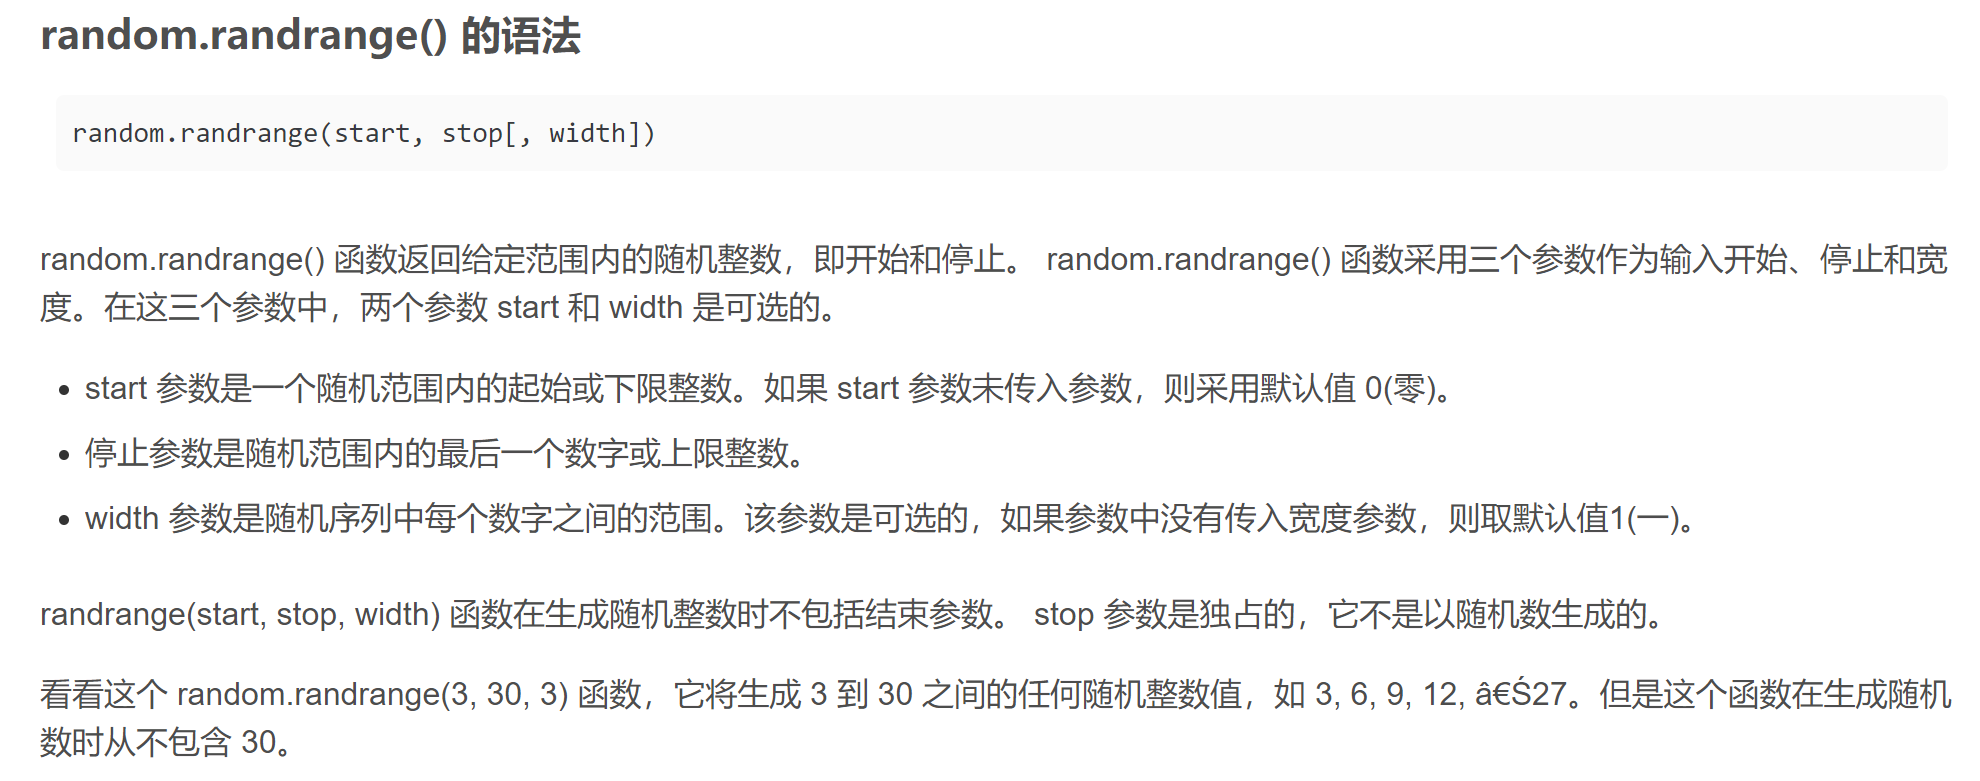 random.randrange() 的语法
random.randrange(start, stop[, width])
random.randrange() 函数返回给定范围内的随机整数，即开始和停止。 random.randrange() 函数采用三个参数作为输入开始、停止和宽
度。在这三个参数中，两个参数 start 和 width 是可选的。
start 参数是一个随机范围内的起始或下限整数。如果 start 参数未传入参数，则采用默认值 0(零)。
停止参数是随机范围内的最后一个数字或上限整数。
width 参数是随机序列中每个数字之间的范围。该参数是可选的，如果参数中没有传入宽度参数，则取默认值1(一)。
randrange(start, stop, width) 函数在生成随机整数时不包括结束参数。 stop 参数是独占的，它不是以随机数生成的。
看看这个 random.randrange(3, 30, 3) 函数，它将生成 3 到 30 之间的任何随机整数值，如 3, 6, 9, 12, â€Š27。但是这个函数在生成随机
数时从不包含 30。